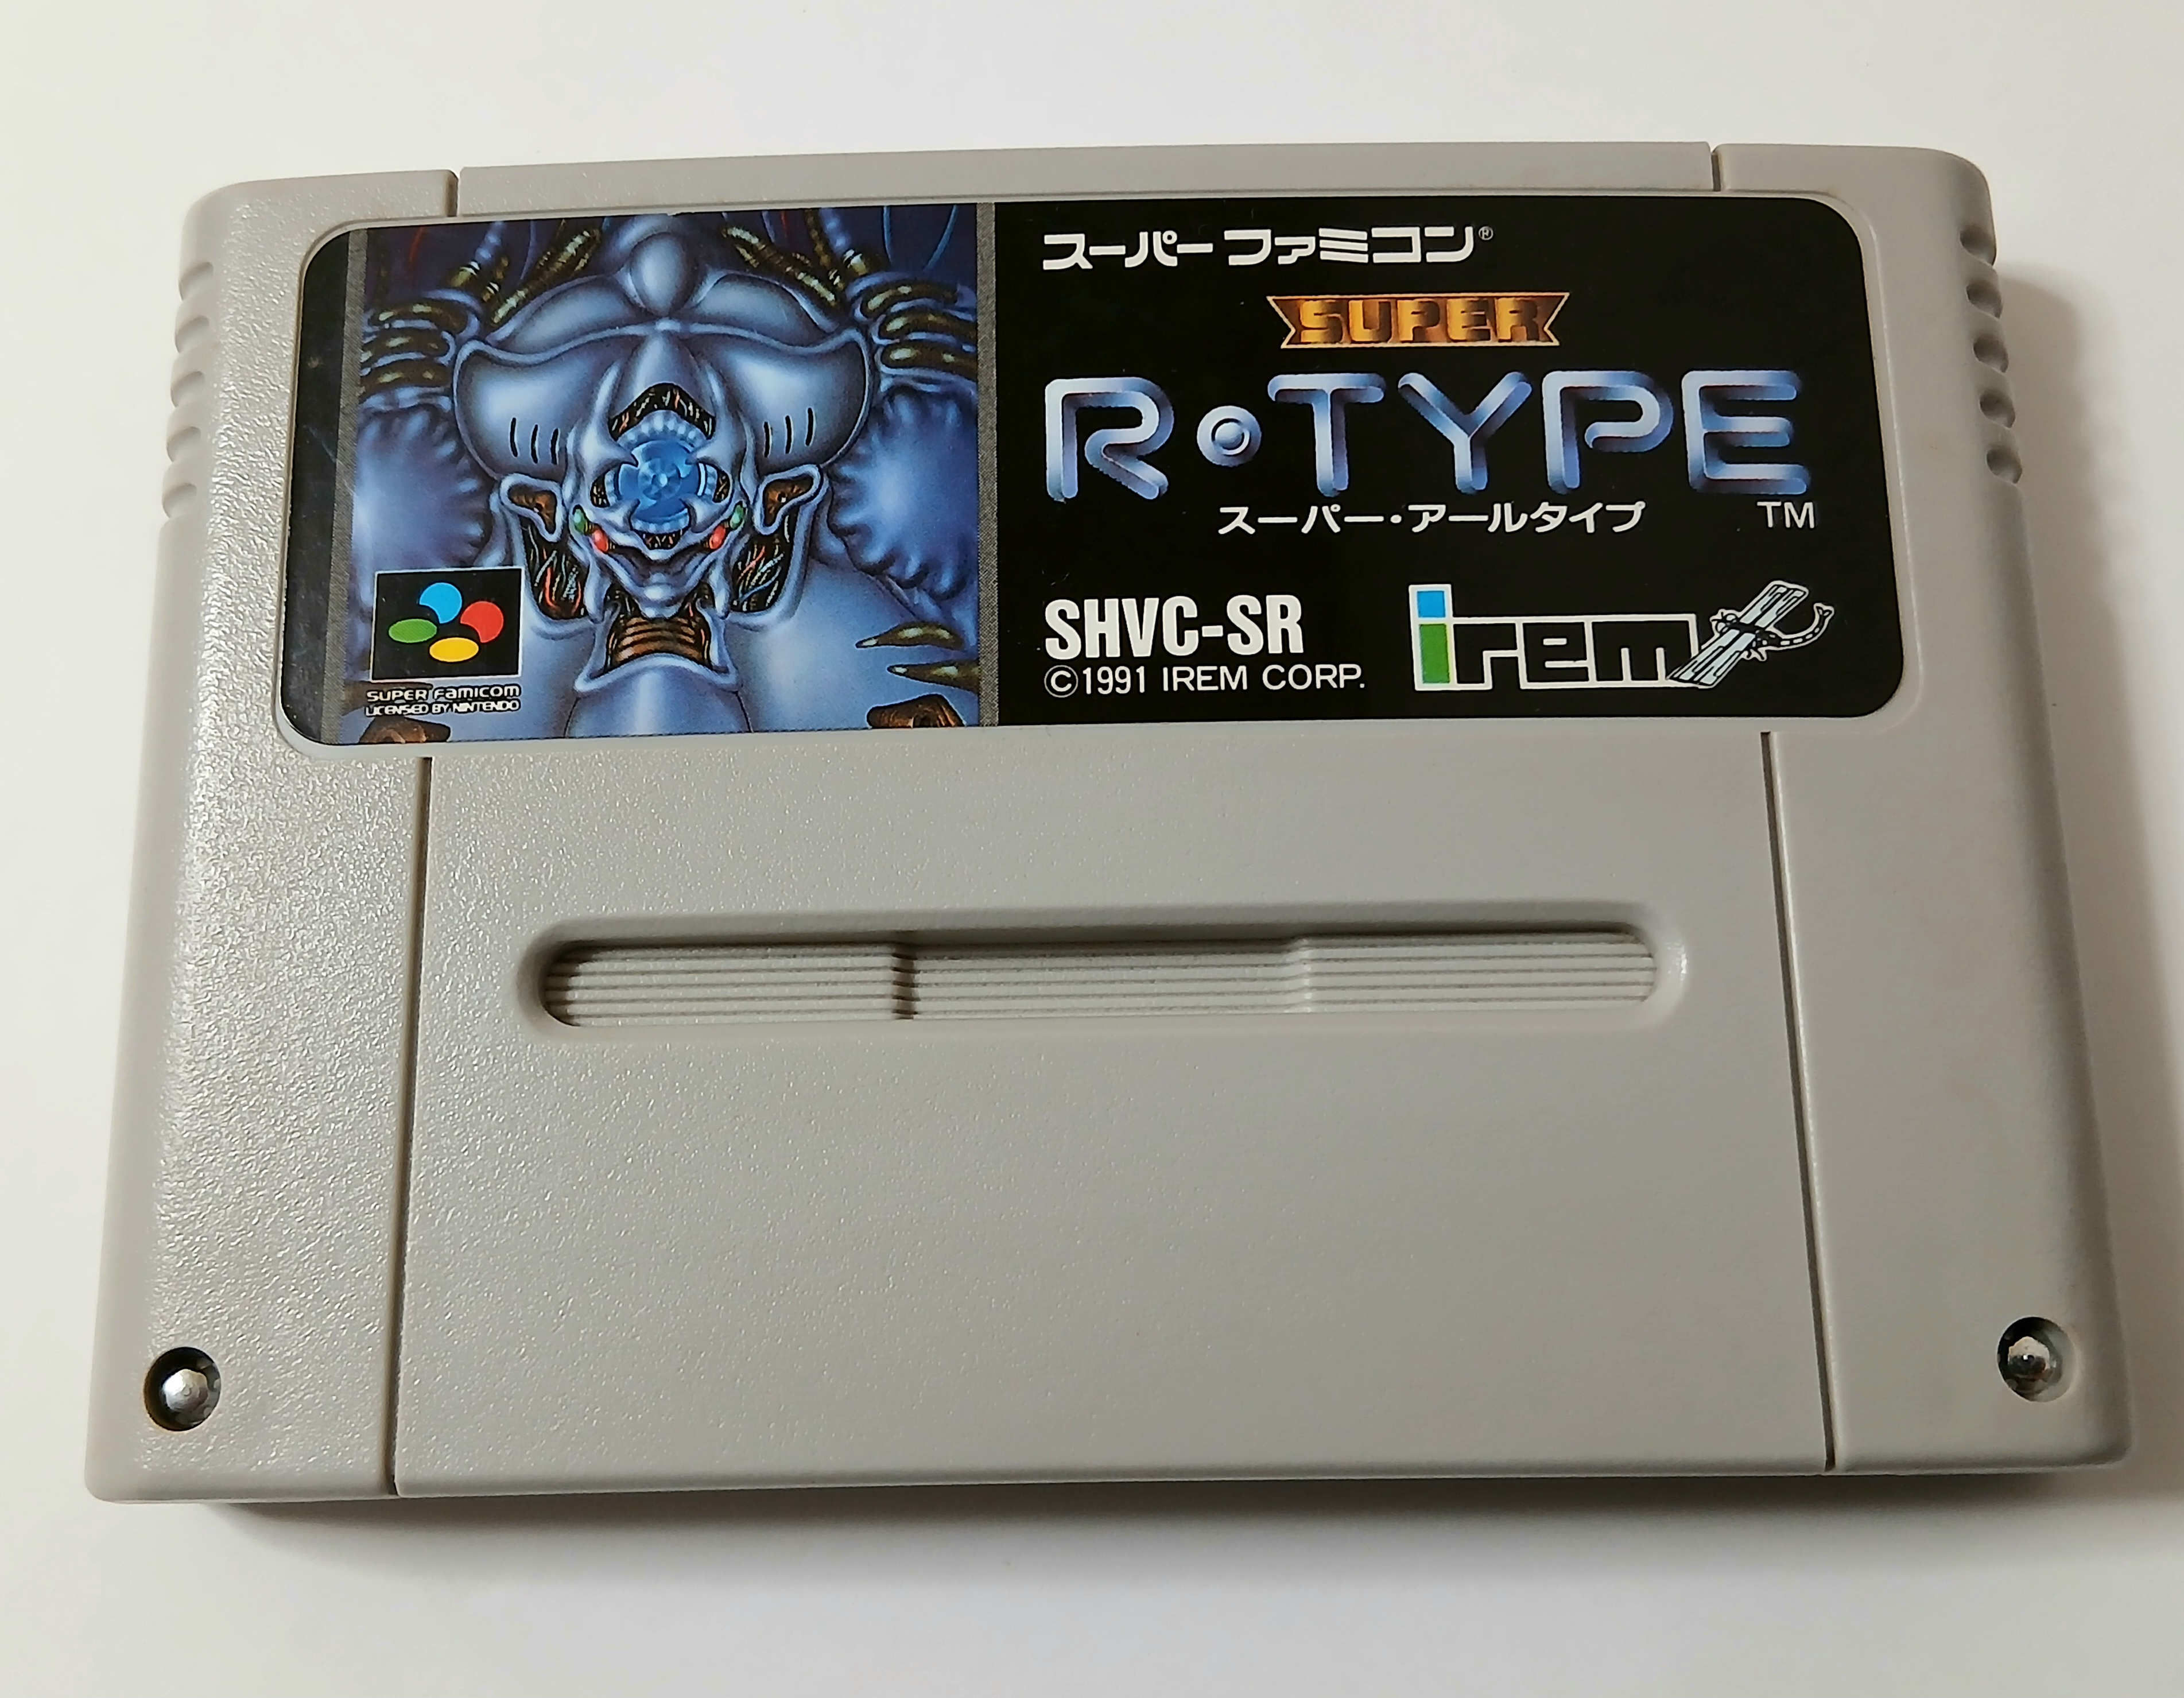 スーパーファミコン®
SUPER
R•TYPE
スーパー・アールタイプ TM
SHVC-SR
©1991 IREM CORP.
irem
SUPER FAMICOM
LICENSED BY NINTENDO